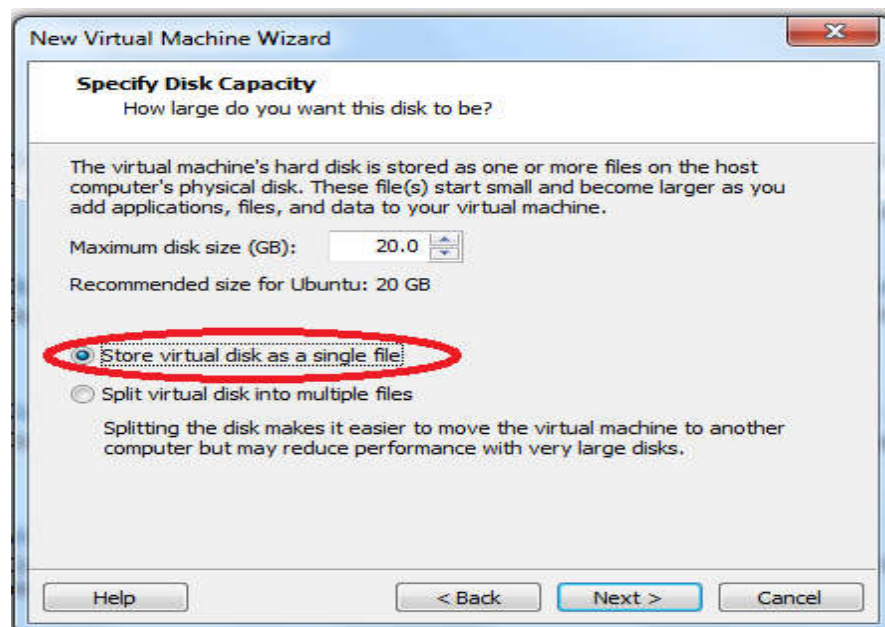 New Virtual Machine Wizard
Specify Disk Capacity
How large do you want this disk to be?
The virtual machine's hard disk is stored as one or more files on the host
computer's physical disk. These file(s) start small and become larger as you
add applications, files, and data to your virtual machine.
Maximum disk size (GB): 20.0
Recommended size for Ubuntu: 20 GB
Store virtual disk as a single file
Split virtual disk into multiple files
Splitting the disk makes it easier to move the virtual machine to another
computer but may reduce performance with very large disks.
Help < Back Next > Cancel